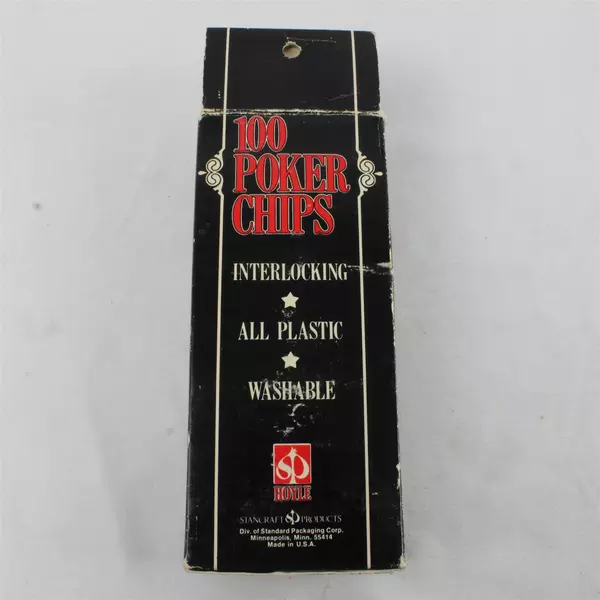 100
POKER
CHIPS
INTERLOCKING
ALL PLASTIC
WASHABLE
SP
HOYLE
STANCRAFT SP PRODUCTS
Div. of Standard Packaging Corp.
Minneapolis, Minn. 55414
Made in U.S.A.